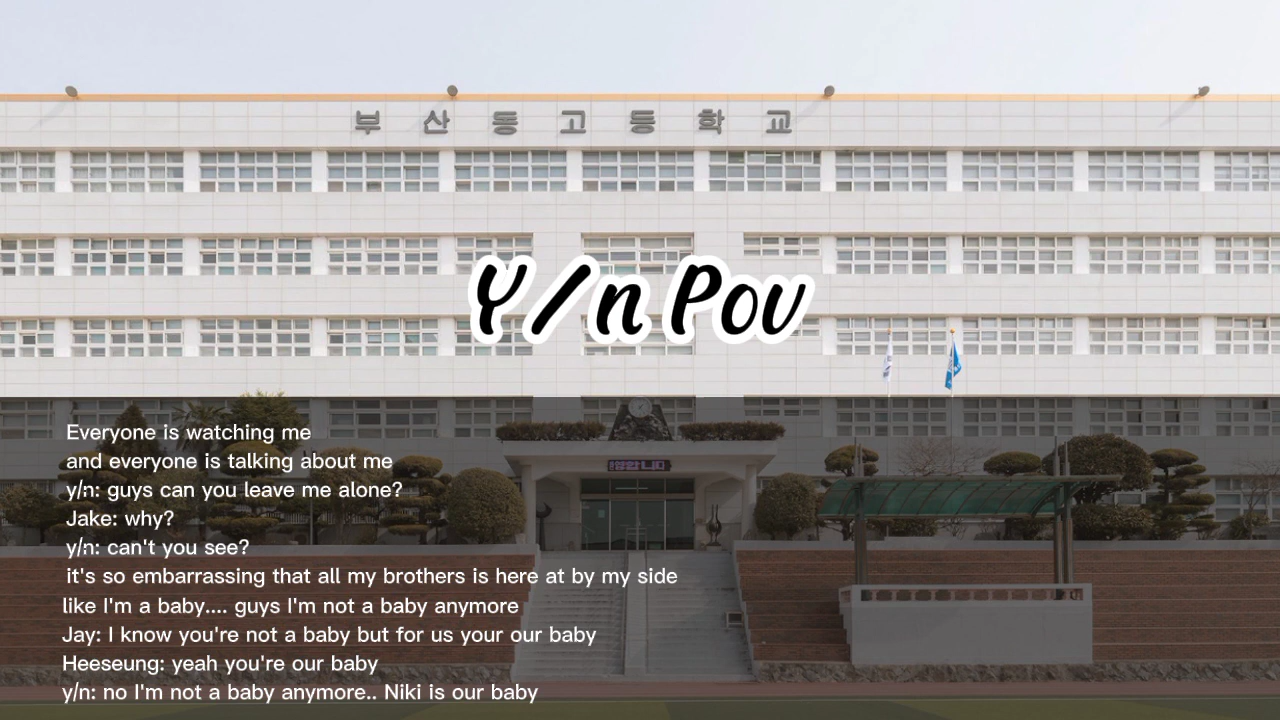 부산동고등학교
Y/n Pov
Everyone is watching me
and everyone is talking about me
y/n: guys can you leave me alone?
Jake: why?
y/n: can't you see?
it's so embarrassing that all my brothers is here at by my side
like I'm a baby.... guys I'm not a baby anymore
Jay: I know you're not a baby but for us your our baby
Heeseung: yeah you're our baby
y/n: no I'm not a baby anymore.. Niki is our baby